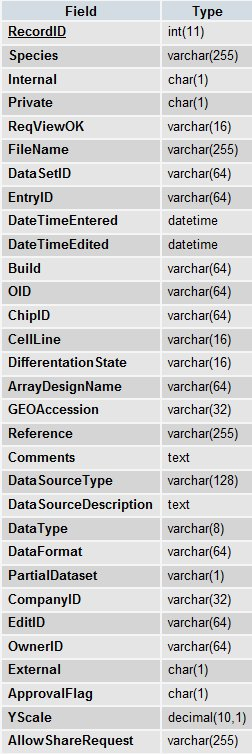 Field Type
RecordID int(11)
Species varchar(255)
Internal char(1)
Private char(1)
ReqViewOK varchar(16)
FileName varchar(255)
DataSetID varchar(64)
EntryID varchar(64)
DateTimeEntered datetime
DateTimeEdited datetime
Build varchar(64)
OID varchar(64)
ChipID varchar(64)
CellLine varchar(16)
DifferentationState varchar(16)
ArrayDesignName varchar(64)
GEOAccession varchar(32)
Reference varchar(255)
Comments text
DataSourceType varchar(128)
DataSourceDescription text
DataType varchar(8)
DataFormat varchar(64)
PartialDataset varchar(1)
CompanyID varchar(32)
EditID varchar(64)
OwnerID varchar(64)
External char(1)
ApprovalFlag char(1)
YScale decimal(10,1)
AllowShareRequest varchar(255)